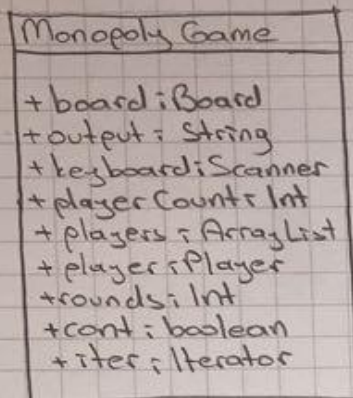 Monopoly Game
+board:Board
+output: String
+keyboard:Scanner
+playerCount: Int
+players: ArrayList
+player:Player
+rounds: Int
+cont: boolean
+iter: Iterator